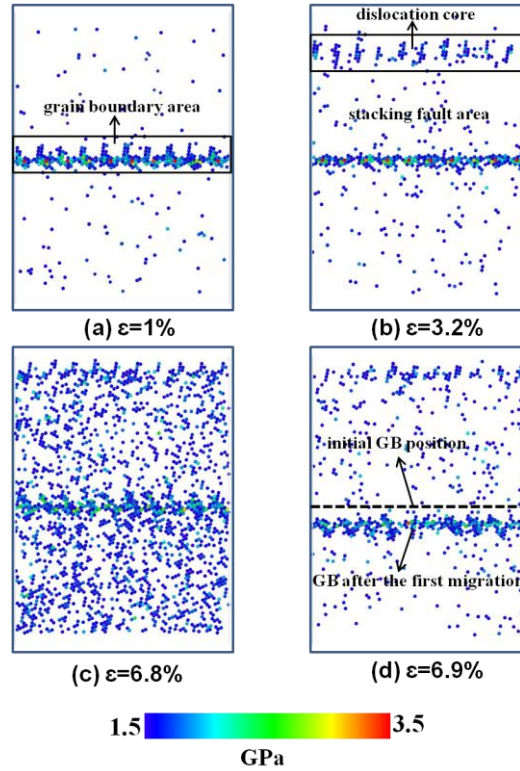 dislocation core
grain boundary area
stacking fault area
(a) ε=1%
(b) ε=3.2%
initial GB position
GB after the first migration
(c) ε=6.8%
(d) ε=6.9%
1.5
3.5
GPa